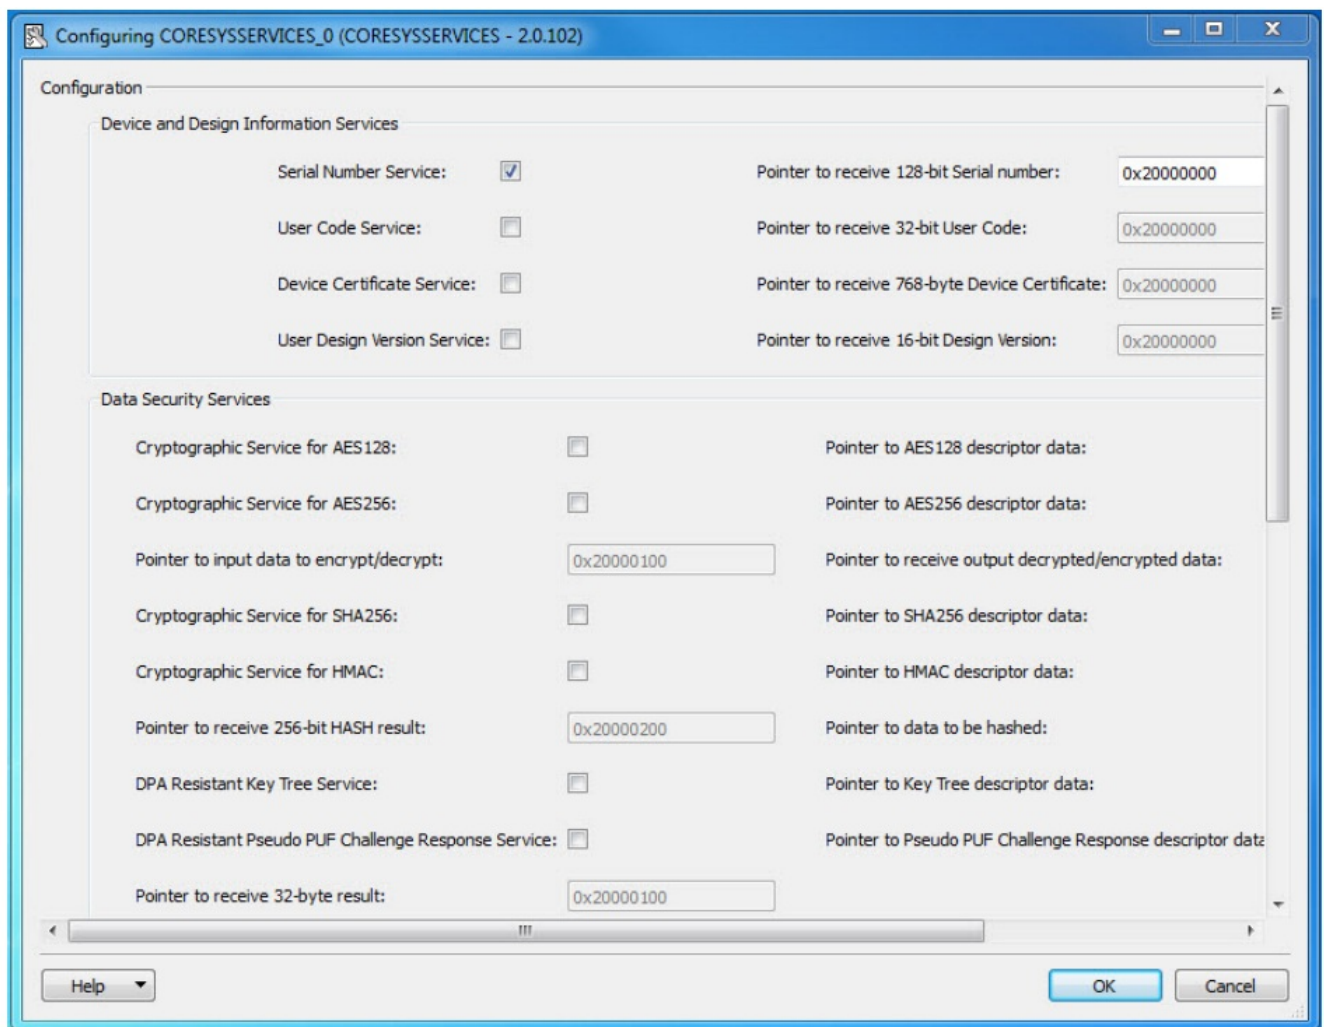 Configuring CORESYSSERVICES_0 (CORESYSSERVICES - 2.0.102)
Configuration
Device and Design Information Services
Serial Number Service: Pointer to receive 128-bit Serial number: 0x20000000
User Code Service: Pointer to receive 32-bit User Code: 0x20000000
Device Certificate Service: Pointer to receive 768-byte Device Certificate: 0x20000000
User Design Version Service: Pointer to receive 16-bit Design Version: 0x20000000
Data Security Services
Cryptographic Service for AES128: Pointer to AES128 descriptor data:
Cryptographic Service for AES256: Pointer to AES256 descriptor data:
Pointer to input data to encrypt/decrypt: 0x20000100 Pointer to receive output decrypted/encrypted data:
Cryptographic Service for SHA256: Pointer to SHA256 descriptor data:
Cryptographic Service for HMAC: Pointer to HMAC descriptor data:
Pointer to receive 256-bit HASH result: 0x20000200 Pointer to data to be hashed:
DPA Resistant Key Tree Service: Pointer to Key Tree descriptor data:
DPA Resistant Pseudo PUF Challenge Response Service: Pointer to Pseudo PUF Challenge Response descriptor data
Pointer to receive 32-byte result: 0x20000100
Help OK Cancel